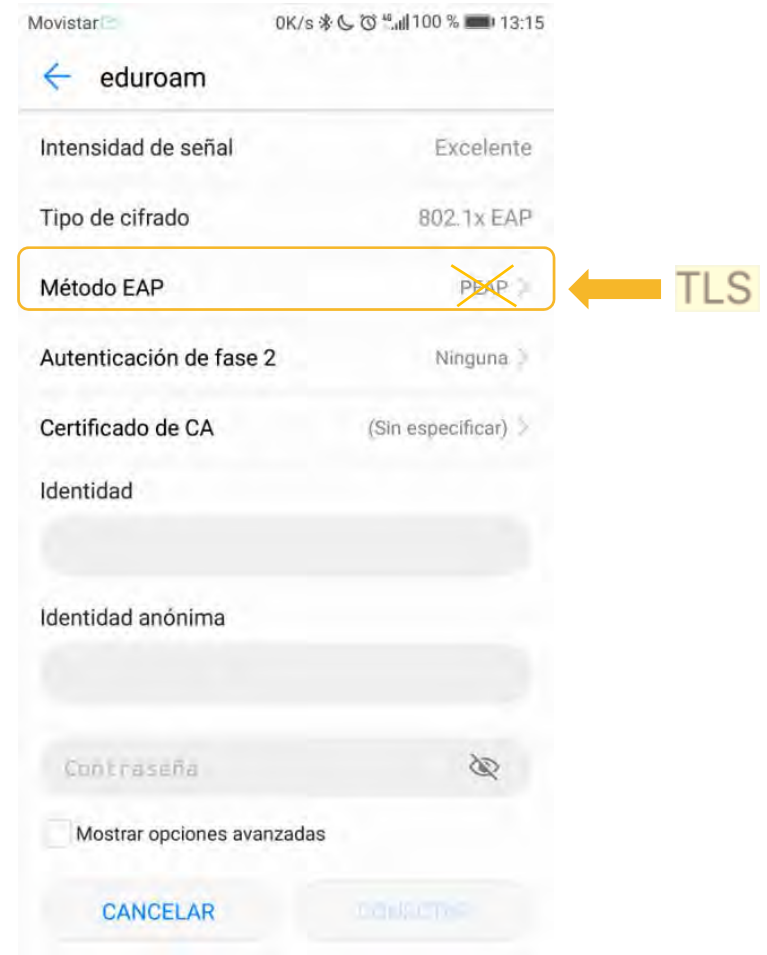 Movistar 0K/s 4G 100 % 13:15
eduroam
Intensidad de señal Excelente
Tipo de cifrado 802.1x EAP
Método EAP PEAP TLS
Autenticación de fase 2 Ninguna
Certificado de CA (Sin especificar)
Identidad
Identidad anónima
Contraseña
Mostrar opciones avanzadas
CANCELAR CONECTAR